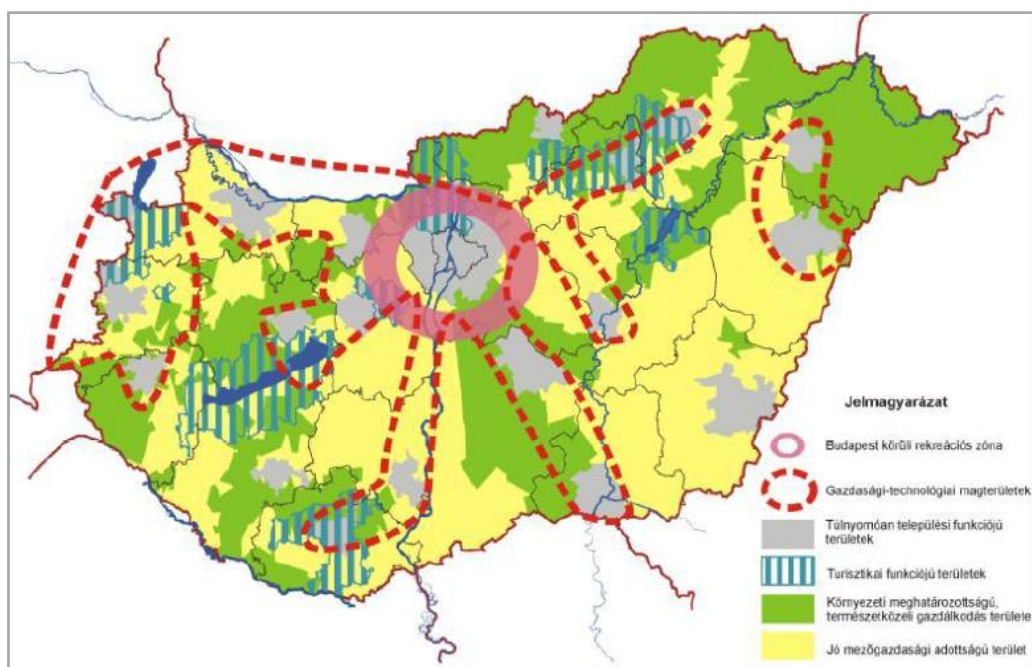 Jelmagyarázat
Budapest körüli rekreációs zóna
Gazdasági-technológiai magterületek
Túlnyomóan települési funkciójú
területek
Turisztikai funkciójú területek
Környezeti meghatározottságú,
természetközeli gazdálkodás területe
Jó mezőgazdasági adottságú terület